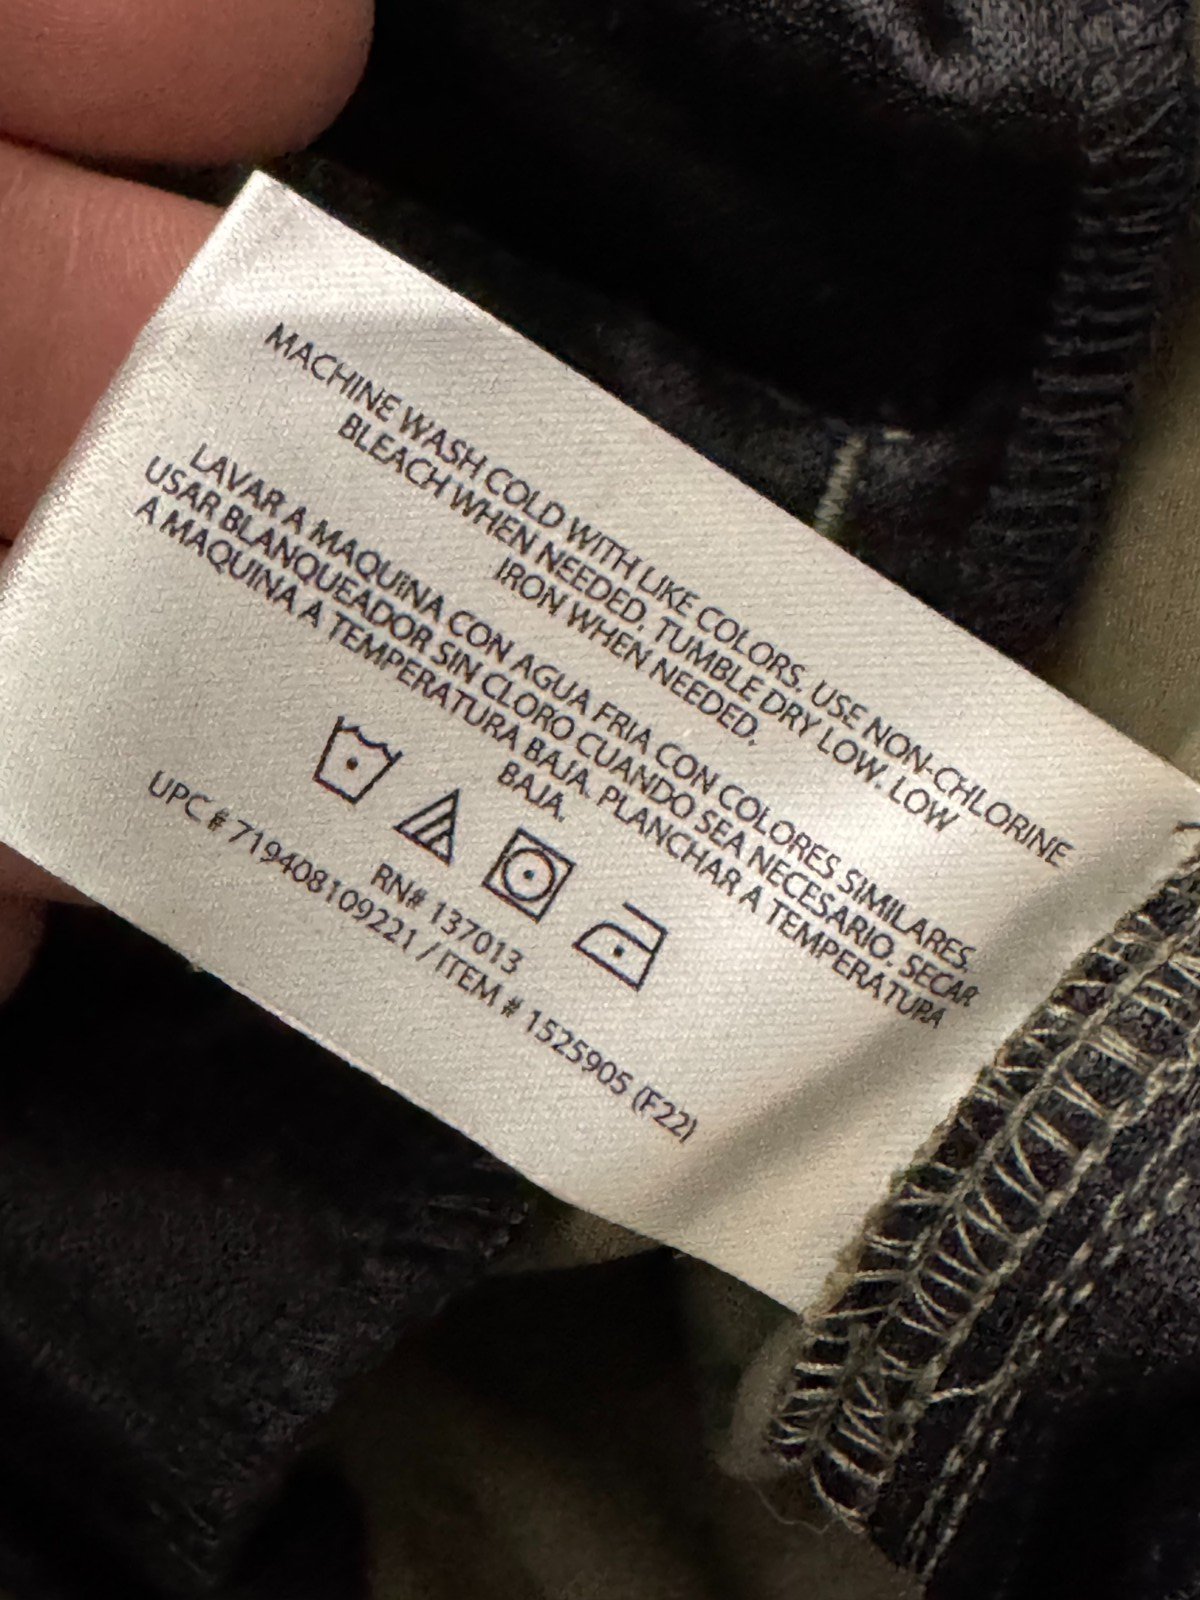 MACHINE WASH COLD WITH LIKE COLORS. USE NON-CHLORINE
BLEACH WHEN NEEDED. TUMBLE DRY LOW. LOW
IRON WHEN NEEDED.
LAVAR A MAQUINA CON AGUA FRIA CON COLORES SIMILARES.
USAR BLANQUEADOR SIN CLORO CUANDO SEA NECESARIO. SECAR
A MAQUINA A TEMPERATURA BAJA. PLANCHAR A TEMPERATURA
BAJA.
RN# 137013
UPC # 719408109221 / ITEM # 1525905 (F22)